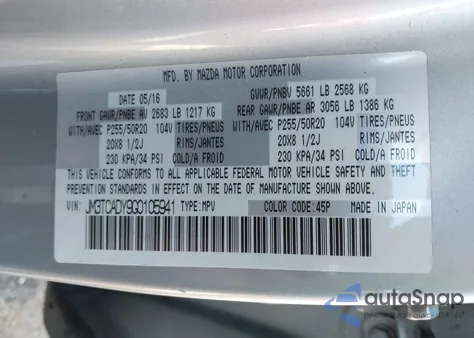 MFD. BY MAZDA MOTOR CORPORATION
DATE 05/16 GVWR/PNBV 5661 LB 2568 KG
FRONT GAWR/PNBE AV 2683 LB 1217 KG REAR GAWR/PNBE AR 3056 LB 1386 KG
WITH/AVEC P255/50R20 104V TIRES/PNEUS WITH/AVEC P255/50R20 104V TIRES/PNEUS
20X8 1/2J RIMS/JANTES 20X8 1/2J RIMS/JANTES
230 KPA/34 PSI COLD/A FROID 230 KPA/34 PSI COLD/A FROID
THIS VEHICLE CONFORMS TO ALL APPLICABLE FEDERAL MOTOR VEHICLE SAFETY AND
THEFT PREVENTION STANDARDS IN EFFECT ON THE DATE OF MANUFACTURE SHOWN ABOVE.
VIN: JM3TCADY9G0105941 TYPE:MPV COLOR CODE:45P MADE IN JAPAN
autoSnap